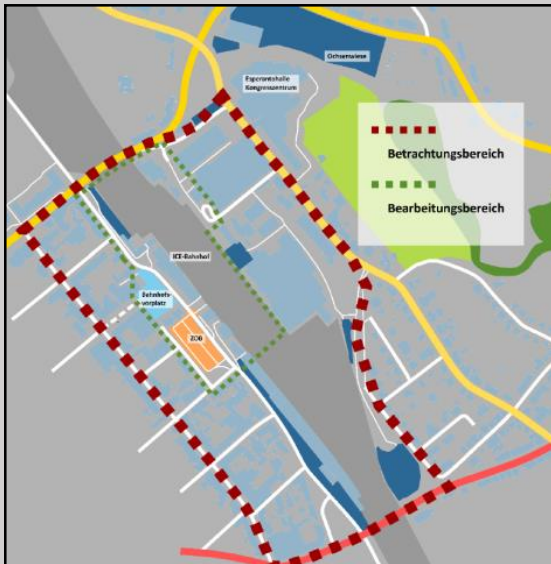 Ochsenwiese
Esperantohalle
Kongresszentrum
Betrachtungsbereich
Bearbeitungsbereich
ICE-Bahnhof
Bahnhofs-
vorplatz
ZOB